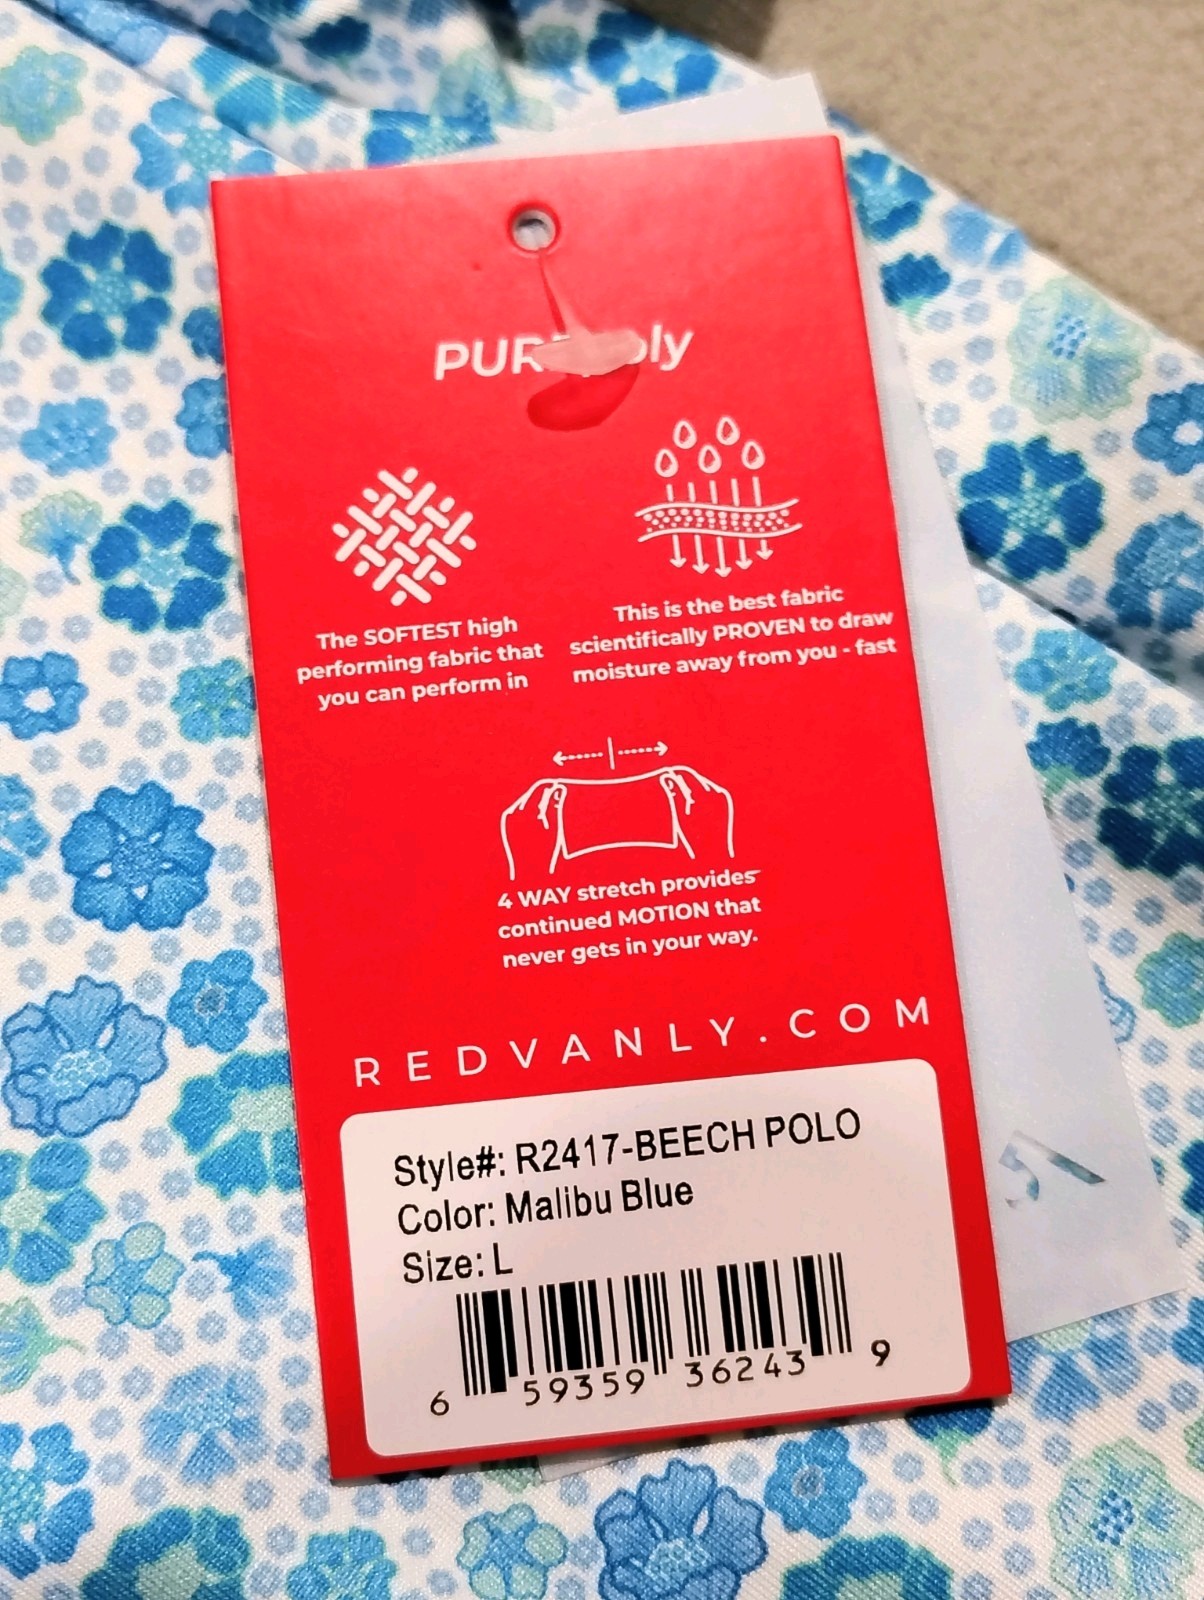 The SOFTEST high
performing fabric that
you can perform in
This is the best fabric
scientifically PROVEN to draw
moisture away from you - fast
4 WAY stretch provides
continued MOTION that
never gets in your way.
REDVANLY.COM
Style#: R2417-BEECH POLO
Color: Malibu Blue
Size: L
6 59359 36243 9